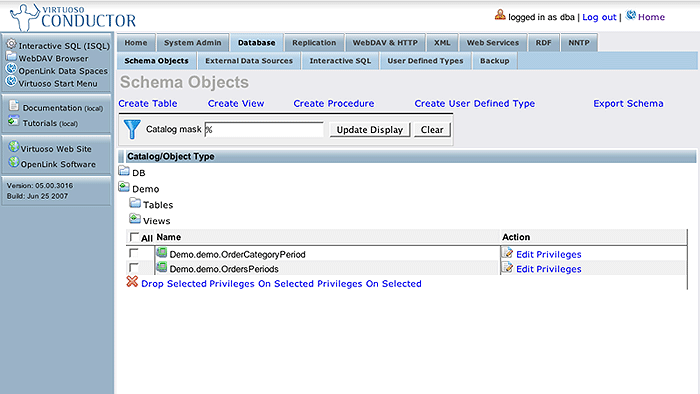 VIRTUOSO
CONDUCTOR
logged in as dba | Log out | Home
Interactive SQL (ISQL)
WebDAV Browser
OpenLink Data Spaces
Virtuoso Start Menu
Documentation (local)
Tutorials (local)
Virtuoso Web Site
OpenLink Software
Version: 05.00.3016
Build: Jun 25 2007
Home System Admin Database Replication WebDAV & HTTP XML Web Services RDF NNTP
Schema Objects External Data Sources Interactive SQL User Defined Types Backup
Schema Objects
Create Table Create View Create Procedure Create User Defined Type Export Schema
Catalog mask % Update Display Clear
Catalog/Object Type
DB
Demo
Tables
Views
All Name Action
Demo.demo.OrderCategoryPeriod Edit Privileges
Demo.demo.OrdersPeriods Edit Privileges
Drop Selected Privileges On Selected Privileges On Selected